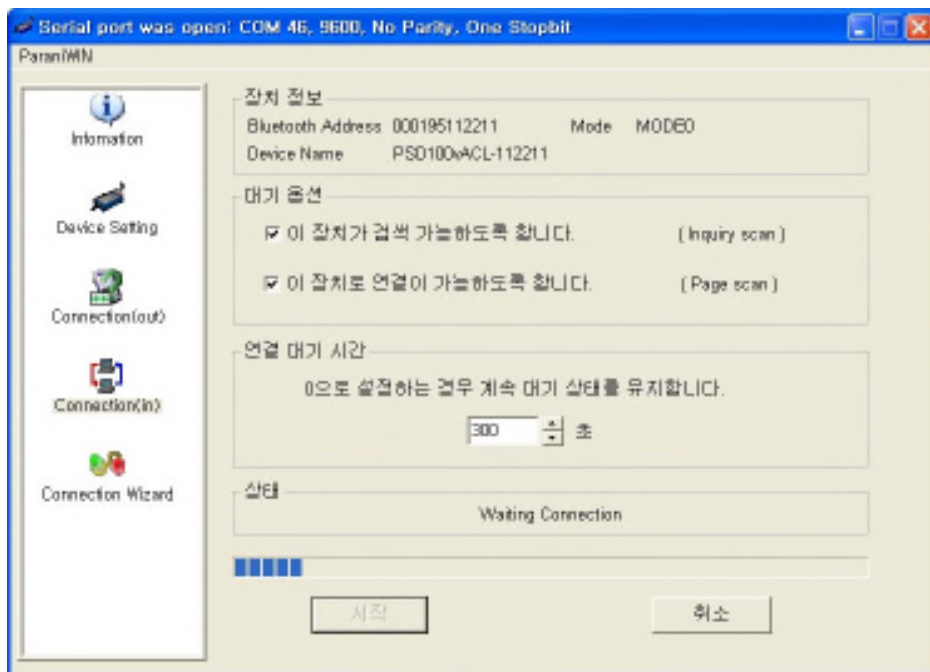 Serial port was open: COM 46, 9600, No Parity, One Stopbit
ParaniWIN
Information
Device Setting
Connection(out)
Connection(in)
Connection Wizard
장치 정보
Bluetooth Address 000195112211 Mode MODE0
Device Name PSD100vACL-112211
대기 옵션
이 장치가 검색 가능하도록 합니다. ( Inquiry scan )
이 장치로 연결이 가능하도록 합니다. ( Page scan )
연결 대기 시간
0으로 설정하는 경우 계속 대기 상태를 유지합니다.
300 초
상태
Waiting Connection
시작 취소